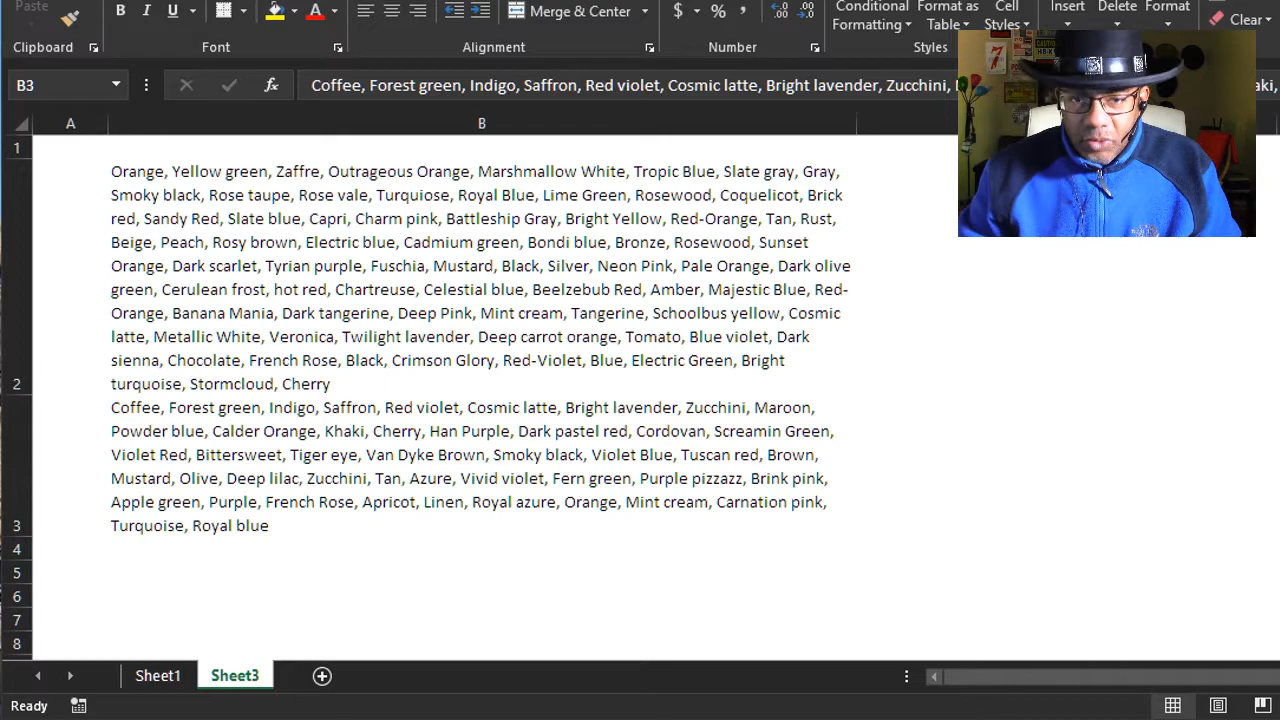 Paste
B I U A
Merge & Center
$ % ,
Conditional Formatting
Format as Table
Cell Styles
Insert Delete Format
Clear
Clipboard Font Alignment Number Styles
B3 fx Coffee, Forest green, Indigo, Saffron, Red violet, Cosmic latte, Bright lavender, Zucchini,
A B
1
Orange, Yellow green, Zaffre, Outrageous Orange, Marshmallow White, Tropic Blue, Slate gray, Gray,
Smoky black, Rose taupe, Rose vale, Turquiose, Royal Blue, Lime Green, Rosewood, Coquelicot, Brick
red, Sandy Red, Slate blue, Capri, Charm pink, Battleship Gray, Bright Yellow, Red-Orange, Tan, Rust,
Beige, Peach, Rosy brown, Electric blue, Cadmium green, Bondi blue, Bronze, Rosewood, Sunset
Orange, Dark scarlet, Tyrian purple, Fuschia, Mustard, Black, Silver, Neon Pink, Pale Orange, Dark olive
green, Cerulean frost, hot red, Chartreuse, Celestial blue, Beelzebub Red, Amber, Majestic Blue, Red-
Orange, Banana Mania, Dark tangerine, Deep Pink, Mint cream, Tangerine, Schoolbus yellow, Cosmic
latte, Metallic White, Veronica, Twilight lavender, Deep carrot orange, Tomato, Blue violet, Dark
sienna, Chocolate, French Rose, Black, Crimson Glory, Red-Violet, Blue, Electric Green, Bright
2 turquoise, Stormcloud, Cherry
Coffee, Forest green, Indigo, Saffron, Red violet, Cosmic latte, Bright lavender, Zucchini, Maroon,
Powder blue, Calder Orange, Khaki, Cherry, Han Purple, Dark pastel red, Cordovan, Screamin Green,
Violet Red, Bittersweet, Tiger eye, Van Dyke Brown, Smoky black, Violet Blue, Tuscan red, Brown,
Mustard, Olive, Deep lilac, Zucchini, Tan, Azure, Vivid violet, Fern green, Purple pizzazz, Brink pink,
Apple green, Purple, French Rose, Apricot, Linen, Royal azure, Orange, Mint cream, Carnation pink,
3 Turquoise, Royal blue
4
5
6
7
8
Sheet1 Sheet3
Ready